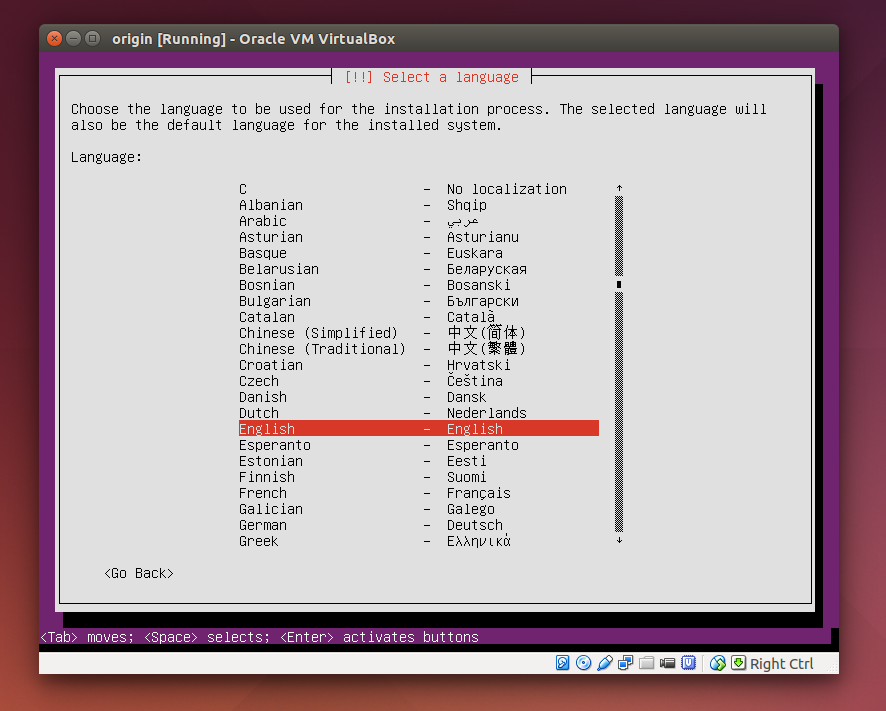 origin [Running] - Oracle VM VirtualBox
[!!] Select a language
Choose the language to be used for the installation process. The selected language will
also be the default language for the installed system.
Language:
C - No localization
Albanian - Shqip
Arabic - عربي
Asturian - Asturianu
Basque - Euskara
Belarusian - Беларуская
Bosnian - Bosanski
Bulgarian - Български
Catalan - Català
Chinese (Simplified) - 中文(简体)
Chinese (Traditional) - 中文(繁體)
Croatian - Hrvatski
Czech - Čeština
Danish - Dansk
Dutch - Nederlands
English - English
Esperanto - Esperanto
Estonian - Eesti
Finnish - Suomi
French - Français
Galician - Galego
German - Deutsch
Greek - Ελληνικά
<Go Back>
<Tab> moves; <Space> selects; <Enter> activates buttons
Right Ctrl